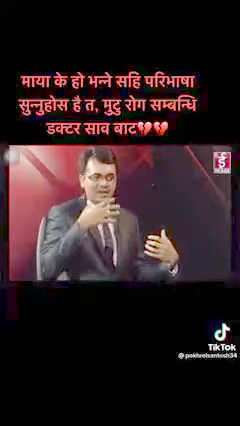 माया के हो भन्ने सहि परिभाषा
सुन्नुहोस है त, मुटु रोग सम्बन्धि
डक्टर साव बाट💔💔
TikTok
@pokhrelsantosh34